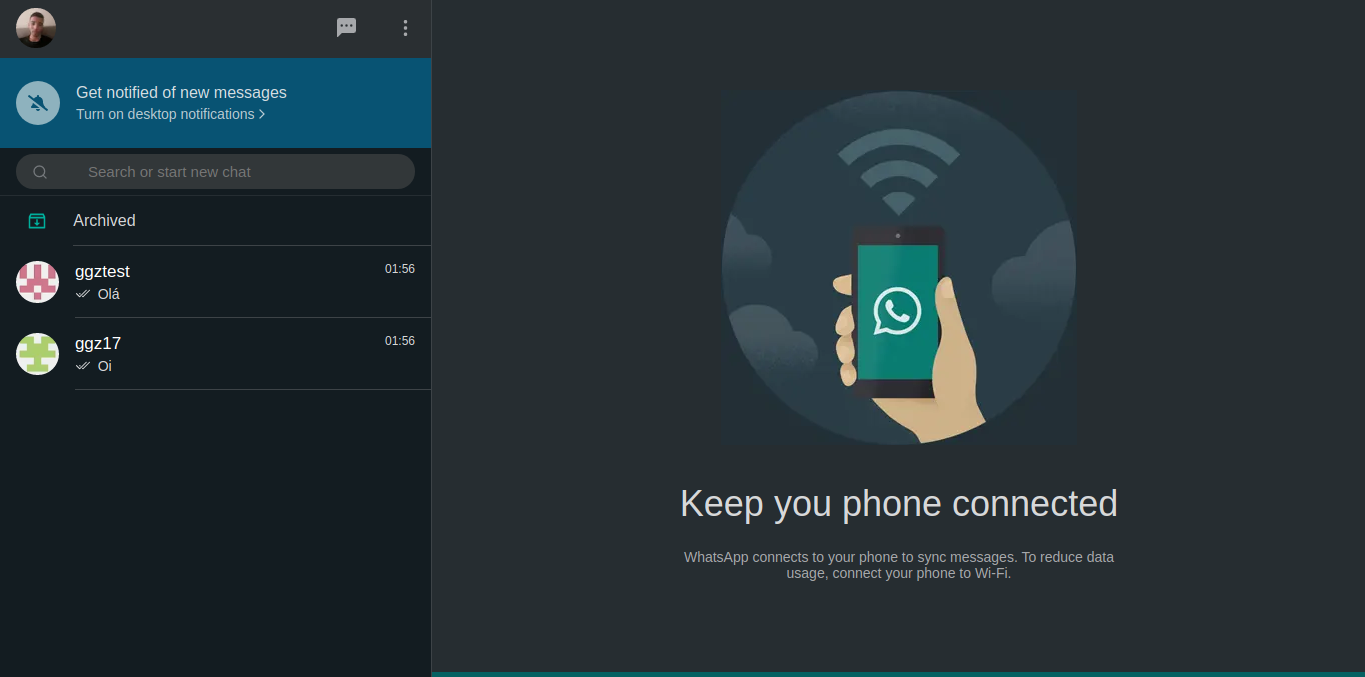 Get notified of new messages
Turn on desktop notifications
Search or start new chat
Archived
ggztest 01:56
Olá
ggz17 01:56
Oi
Keep you phone connected
WhatsApp connects to your phone to sync messages. To reduce data
usage, connect your phone to Wi-Fi.